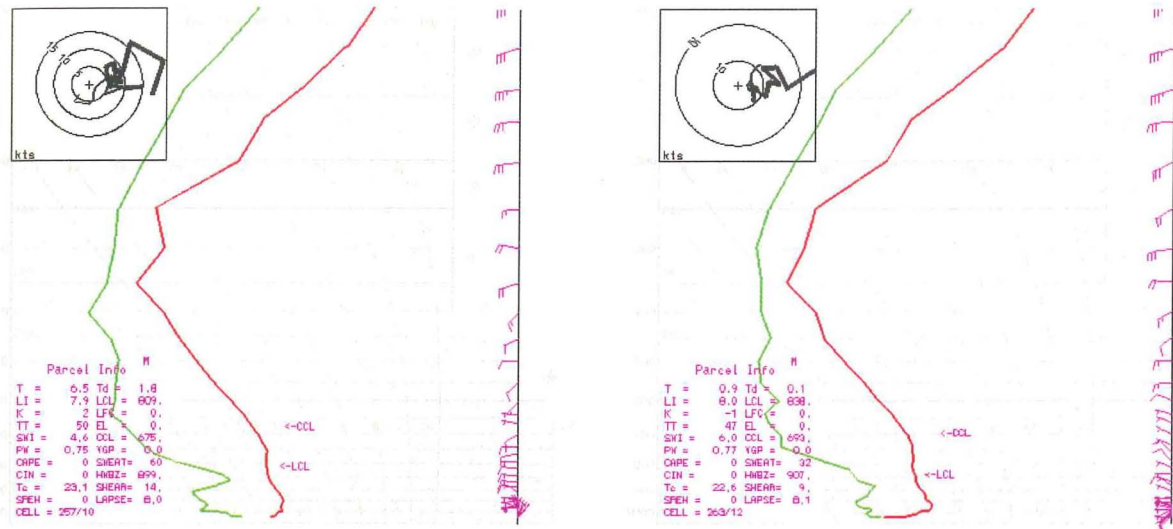 15
10
5
kts
M
Parcel Info
T = 6.5 Td = 1.8
LI = 7.9 LCL = 809.
K = 2 LFC = 0.
TT = 50 EL = 0.
SWI = 4.6 CCL = 675.
PW = 0.75 VGP = 0.0
CAPE = 0 SWEAT= 60
CIN = 0 HWBZ= 899.
Tc = 23.1 SHEAR= 14.
SREH = 0 LAPSE= 8.0
CELL = 257/10
<-CCL
<-LCL
10
kts
M
Parcel Info
T = 0.9 Td = 0.1
LI = 8.0 LCL = 838.
K = -1 LFC = 0.
TT = 47 EL = 0.
SWI = 6.0 CCL = 693.
PW = 0.77 VGP = 0.0
CAPE = 0 SWEAT= 32
CIN = 0 HWBZ= 907.
Tc = 22.6 SHEAR= 9.
SREH = 0 LAPSE= 8.1
CELL = 263/12
<-CCL
<-LCL